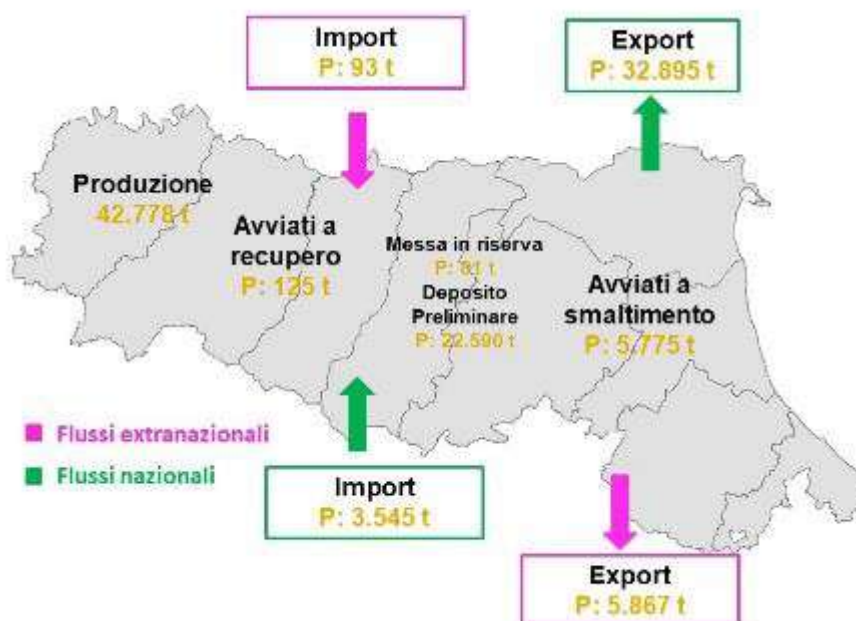 Import
P: 93 t
Export
P: 32.895 t
Produzione
42.778 t
Avviati a
recupero
P: 125 t
Messa in riserva
P: 81 t
Deposito
Preliminare
P: 22.590 t
Avviati a
smaltimento
P: 5.775 t
Flussi extranazionali
Flussi nazionali
Import
P: 3.545 t
Export
P: 5.867 t